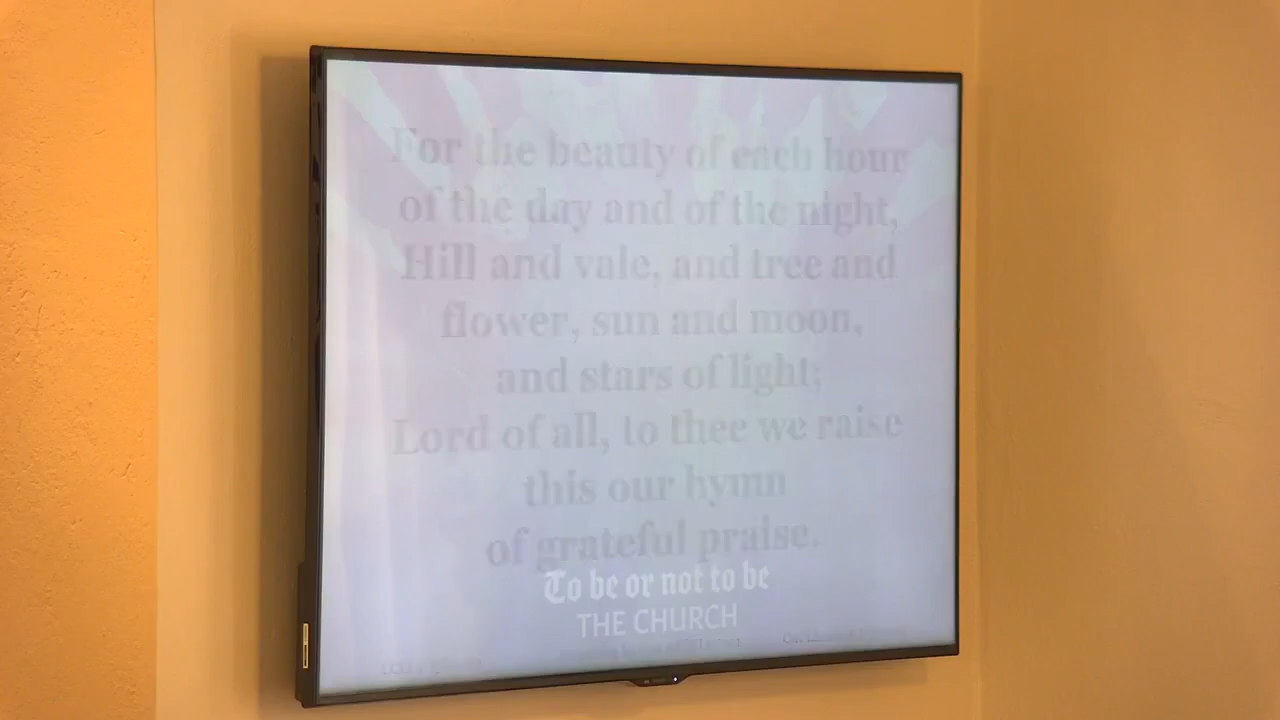 For the beauty of each hour
of the day and of the night,
Hill and vale, and tree and
flower, sun and moon,
and stars of light;
Lord of all, to thee we raise
this our hymn
of grateful praise.
To be or not to be
THE CHURCH